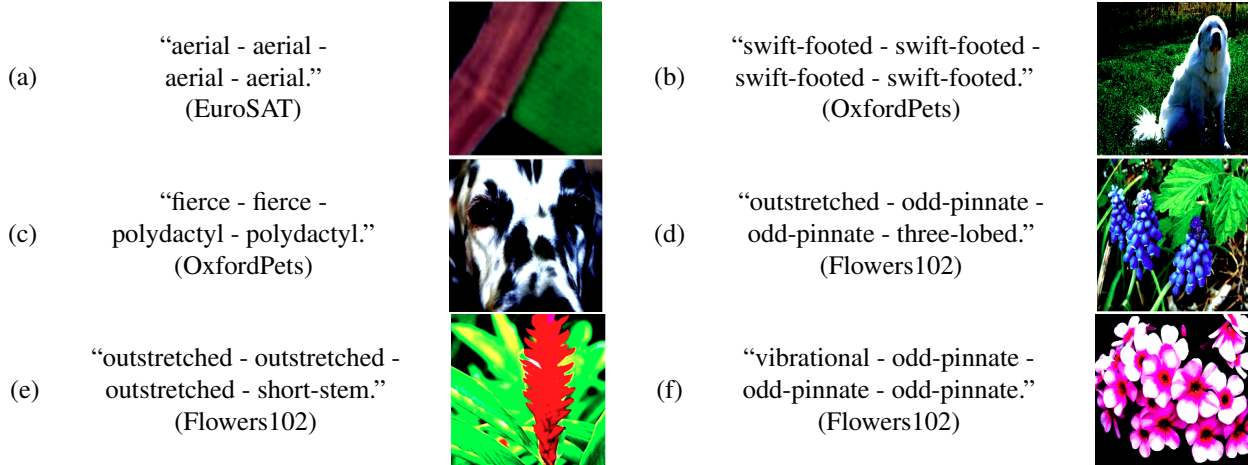 (a)
“aerial - aerial -
aerial - aerial.”
(EuroSAT)
(b)
“swift-footed - swift-footed -
swift-footed - swift-footed.”
(OxfordPets)
(c)
“fierce - fierce -
polydactyl - polydactyl.”
(OxfordPets)
(d)
“outstretched - odd-pinnate -
odd-pinnate - three-lobed.”
(Flowers102)
(e)
“outstretched - outstretched -
outstretched - short-stem.”
(Flowers102)
(f)
“vibrational - odd-pinnate -
odd-pinnate - odd-pinnate.”
(Flowers102)